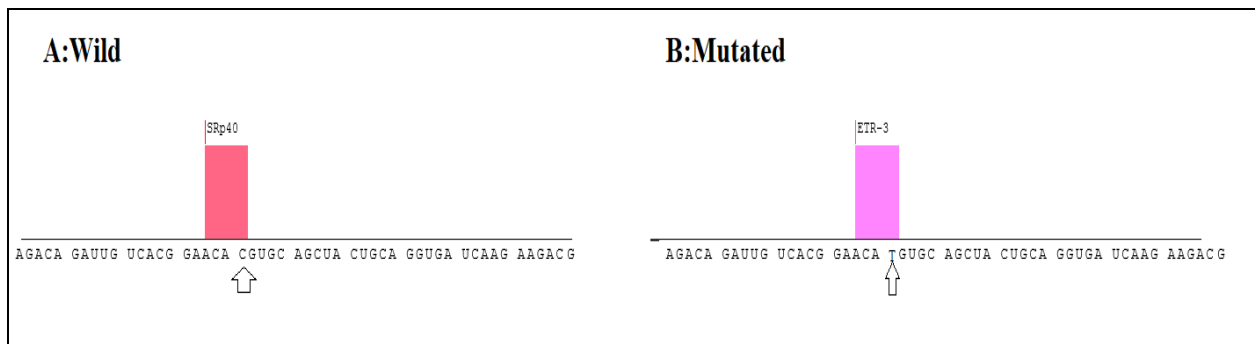 A:Wild
SRp40
AGACA GAUUG UCACG GAACA CGUGC AGCUA CUGCA GGUGA UCAAG AAGACG
B:Mutated
ETR-3
AGACA GAUUG UCACG GAACA TGUGC AGCUA CUGCA GGUGA UCAAG AAGACG